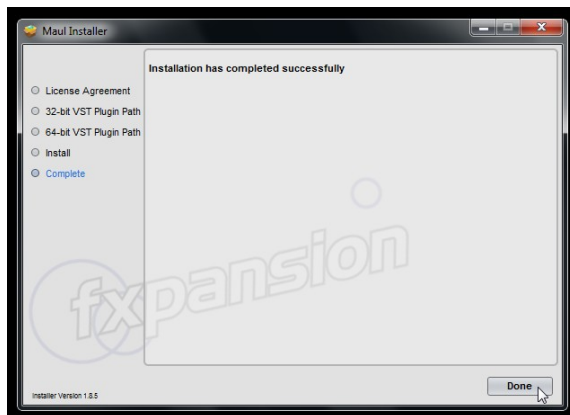 Maul Installer
Installation has completed successfully
License Agreement
32-bit VST Plugin Path
64-bit VST Plugin Path
Install
Complete
fxpansion
Done
Installer Version 1.8.5